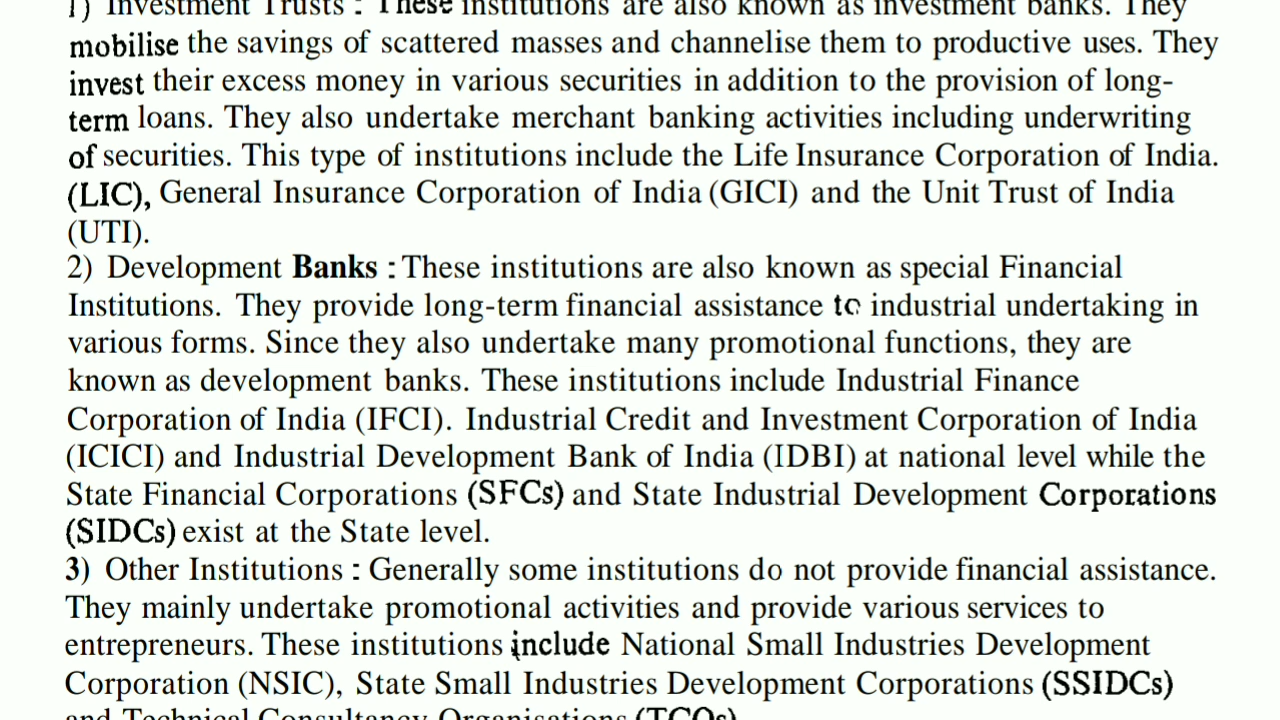 1) Investment Trusts : These institutions are also known as investment banks. They
mobilise the savings of scattered masses and channelise them to productive uses. They
invest their excess money in various securities in addition to the provision of long-
term loans. They also undertake merchant banking activities including underwriting
of securities. This type of institutions include the Life Insurance Corporation of India.
(LIC), General Insurance Corporation of India (GICI) and the Unit Trust of India
(UTI).
2) Development Banks : These institutions are also known as special Financial
Institutions. They provide long-term financial assistance to industrial undertaking in
various forms. Since they also undertake many promotional functions, they are
known as development banks. These institutions include Industrial Finance
Corporation of India (IFCI). Industrial Credit and Investment Corporation of India
(ICICI) and Industrial Development Bank of India (IDBI) at national level while the
State Financial Corporations (SFCs) and State Industrial Development Corporations
(SIDCs) exist at the State level.
3) Other Institutions : Generally some institutions do not provide financial assistance.
They mainly undertake promotional activities and provide various services to
entrepreneurs. These institutions include National Small Industries Development
Corporation (NSIC), State Small Industries Development Corporations (SSIDCs)
and Technical Consultancy Organisations (TCOs).